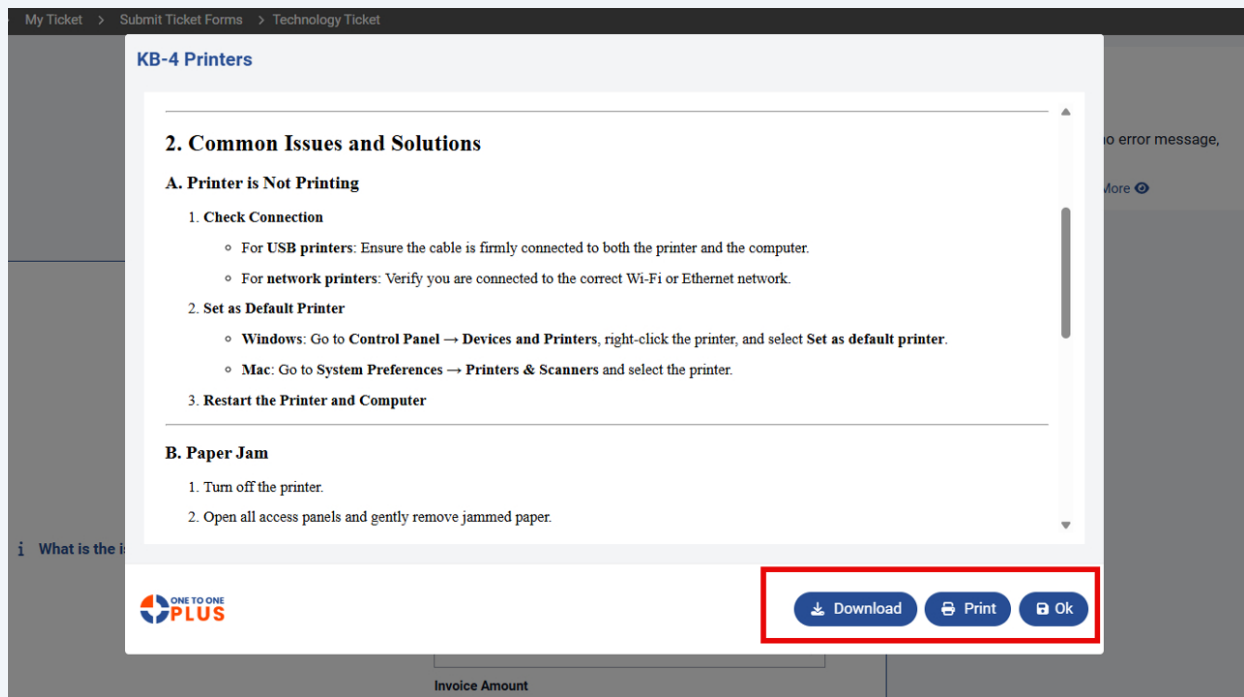 My Ticket > Submit Ticket Forms > Technology Ticket
KB-4 Printers
2. Common Issues and Solutions
A. Printer is Not Printing
1. Check Connection
For USB printers: Ensure the cable is firmly connected to both the printer and the computer.
For network printers: Verify you are connected to the correct Wi-Fi or Ethernet network.
2. Set as Default Printer
Windows: Go to Control Panel → Devices and Printers, right-click the printer, and select Set as default printer.
Mac: Go to System Preferences → Printers & Scanners and select the printer.
3. Restart the Printer and Computer
B. Paper Jam
1. Turn off the printer.
2. Open all access panels and gently remove jammed paper.
error message,
More
i What is the i
ONE TO ONE
PLUS
Download Print Ok
Invoice Amount